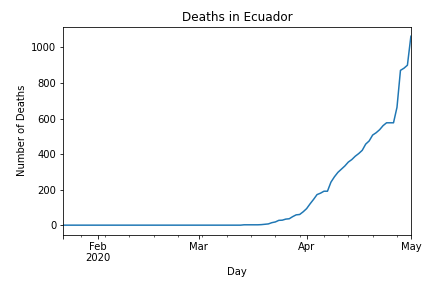 Deaths in Ecuador
Number of Deaths
1000
800
600
400
200
0
Feb
2020
Mar
Apr
May
Day